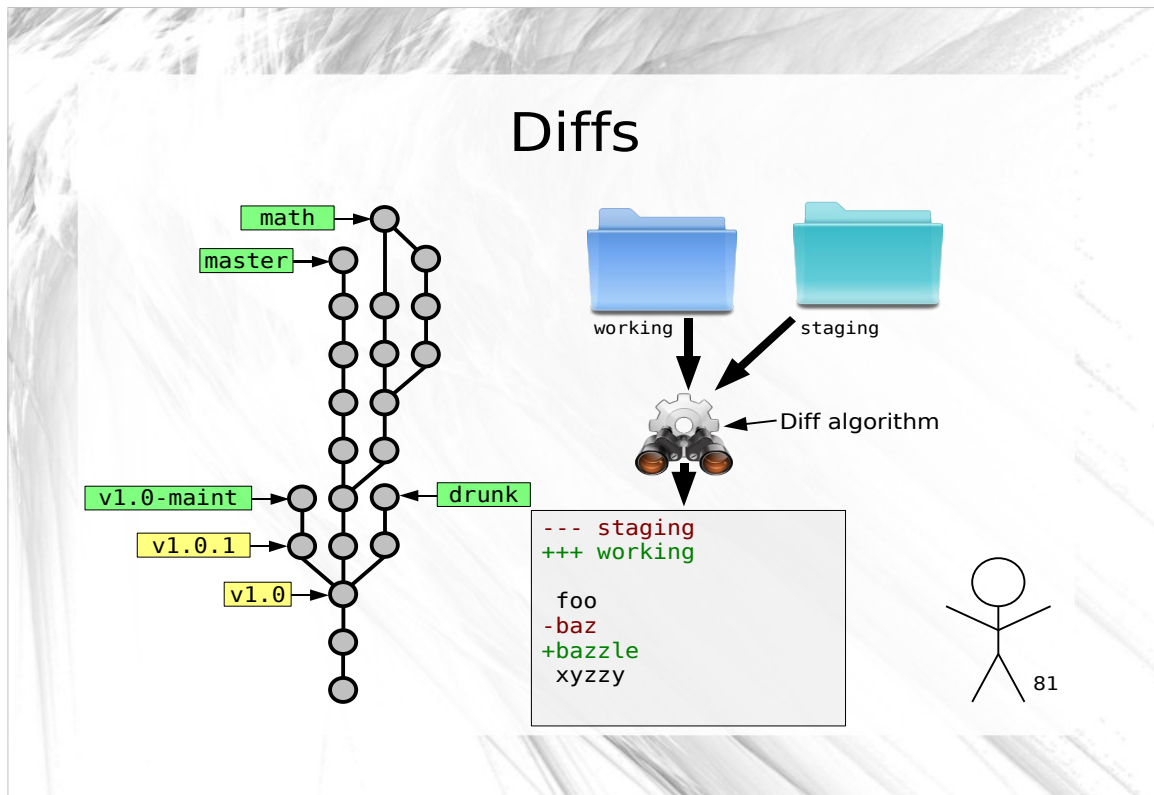 Diffs
math
master
v1.0-maint
drunk
v1.0.1
v1.0
working
staging
Diff algorithm
--- staging
+++ working
 foo
-baz
+bazzle
 xyzzy
81